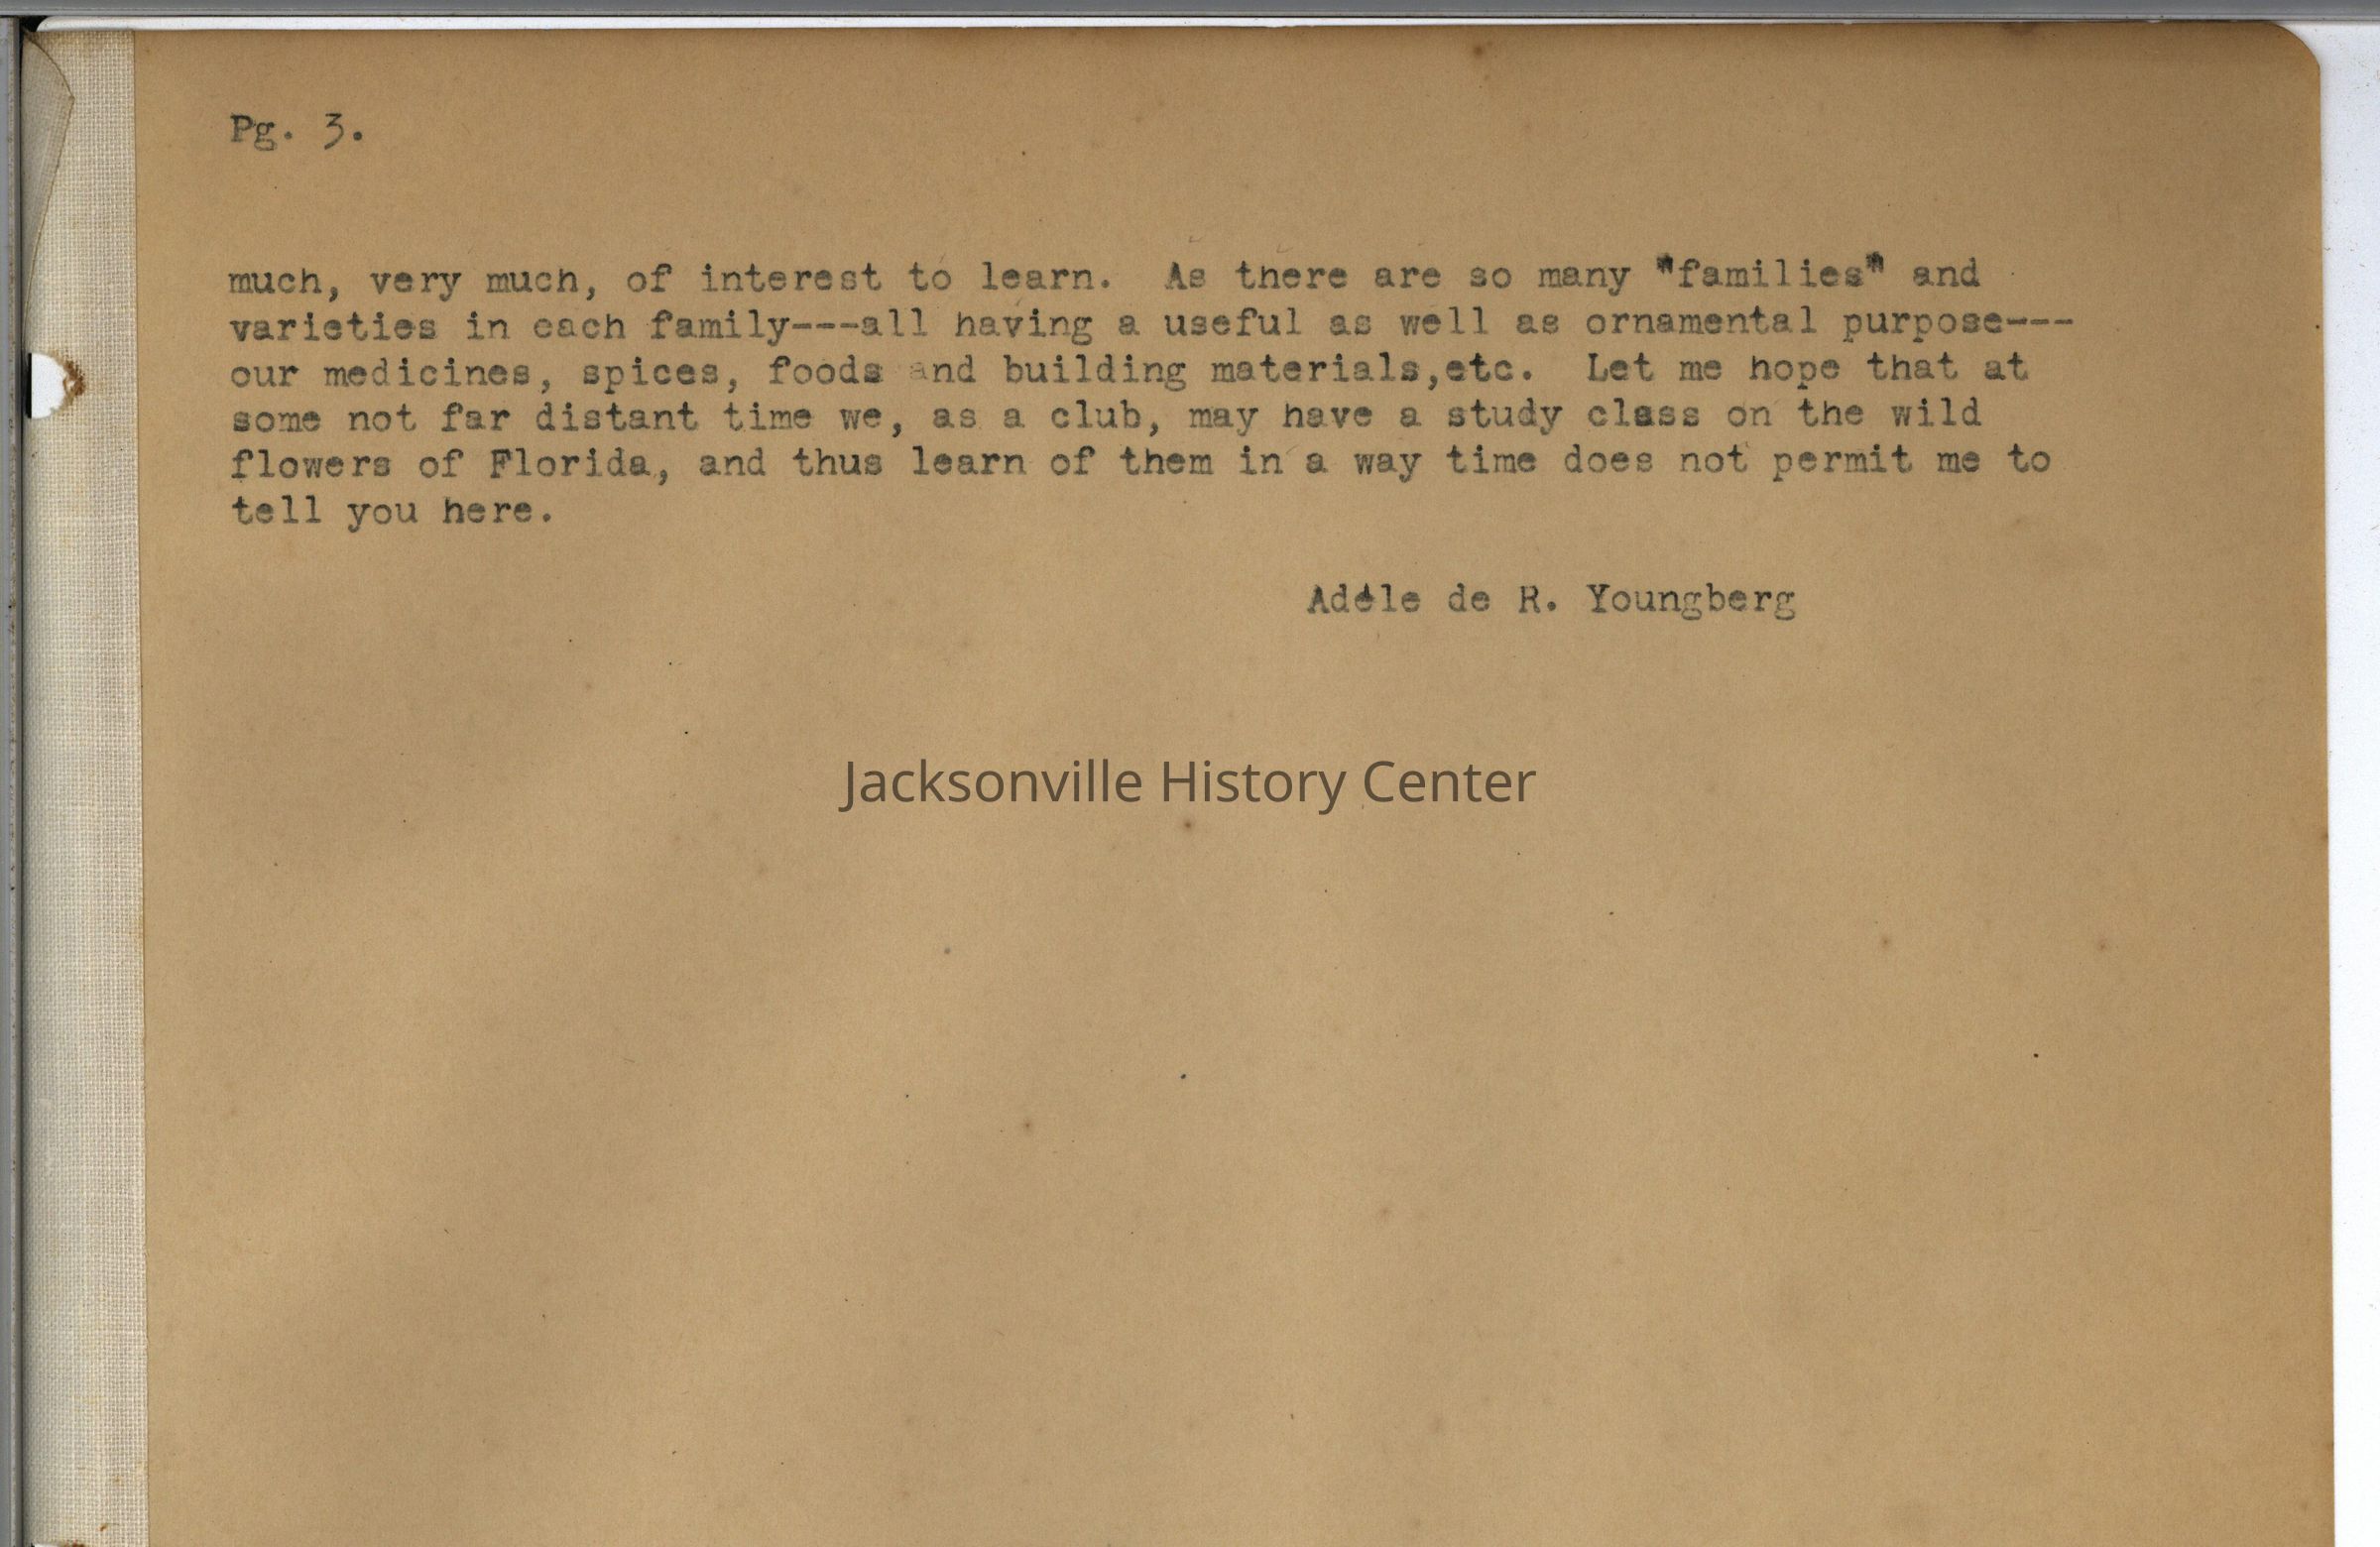 Pg. 3.
much, very much, of interest to learn.  As there are so many "families" and
varieties in each family---all having a useful as well as ornamental purpose---
our medicines, spices, foods and building materials,etc.  Let me hope that at
some not far distant time we, as a club, may have a study class on the wild
flowers of Florida, and thus learn of them in a way time does not permit me to
tell you here.
Adéle de R. Youngberg
Jacksonville History Center